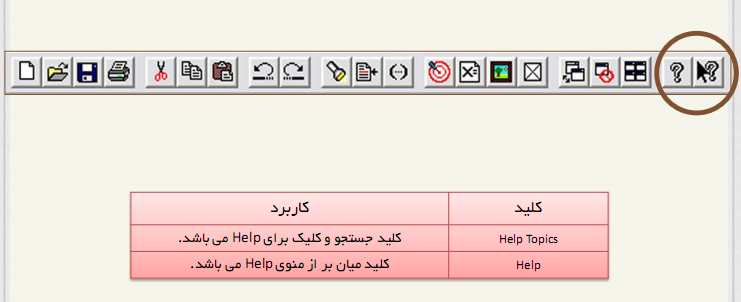 کلید کاربرد
Help Topics کلید جستجو و کلیک برای Help می باشد.
Help کلید میان بر از منوی Help می باشد.